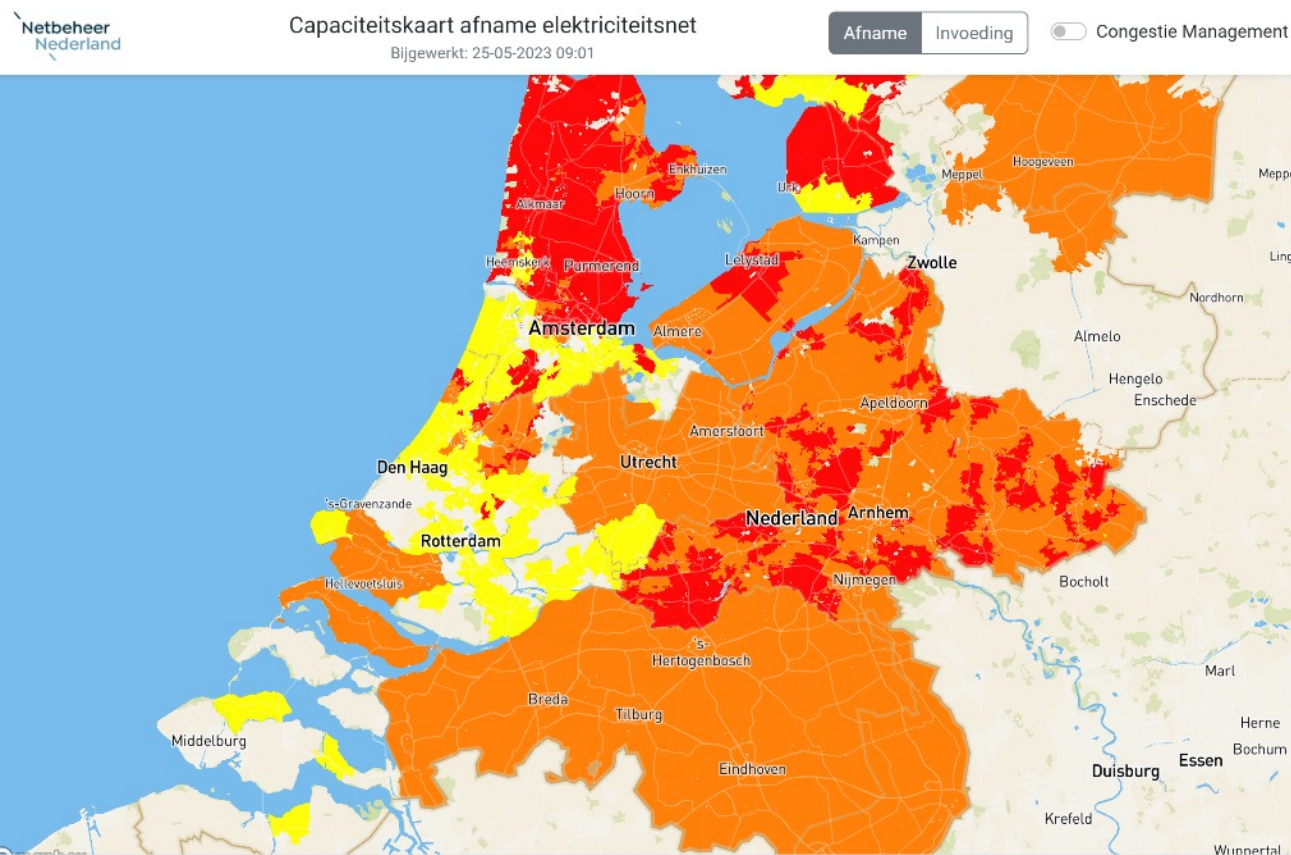 Netbeheer
Nederland
Capaciteitskaart afname elektriciteitsnet
Bijgewerkt: 25-05-2023 09:01
Afname
Invoeding
Congestie Management
Enkhuizen
Hoorn
Urk
Meppel
Hoogeveen
Alkmaar
Heemskerk
Purmerend
Lelystad
Kampen
Zwolle
Nordhorn
Amsterdam
Almere
Almelo
Hengelo
Enschede
Apeldoorn
Amersfoort
Den Haag
Utrecht
's-Gravenzande
Nederland
Arnhem
Rotterdam
Hellevoetsluis
Nijmegen
Bocholt
's-
Hertogenbosch
Marl
Breda
Tilburg
Herne
Middelburg
Bochum
Eindhoven
Essen
Duisburg
Krefeld